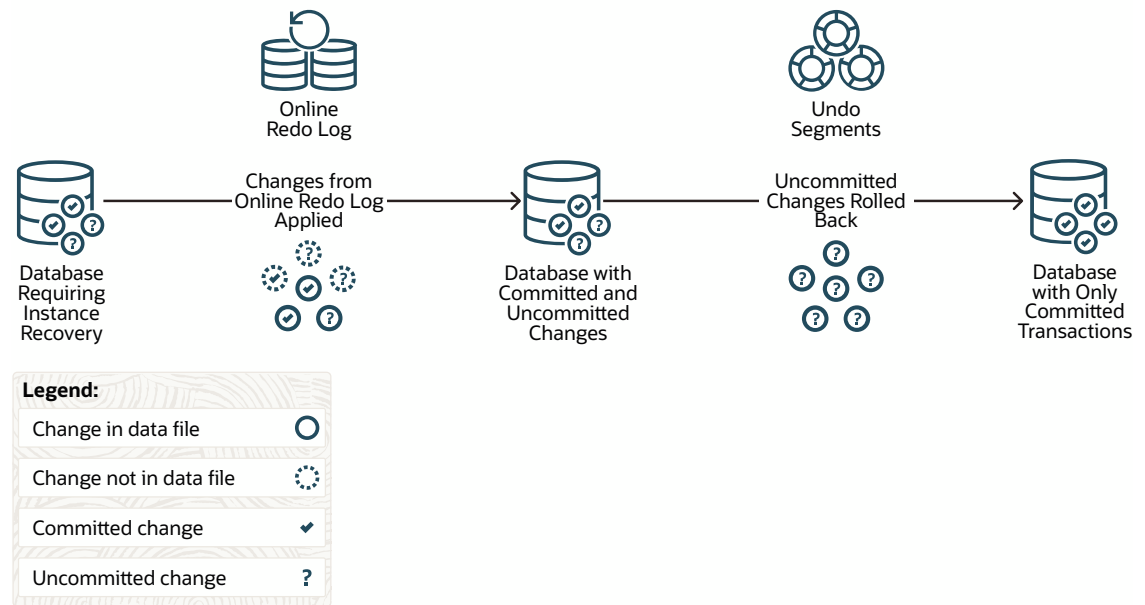 Online
Redo Log
Undo
Segments
Changes from
Online Redo Log
Applied
Uncommitted
Changes Rolled
Back
Database
Requiring
Instance
Recovery
Database with
Committed and
Uncommitted
Changes
Database
with Only
Committed
Transactions
Legend:
Change in data file
Change not in data file
Committed change
Uncommitted change ?